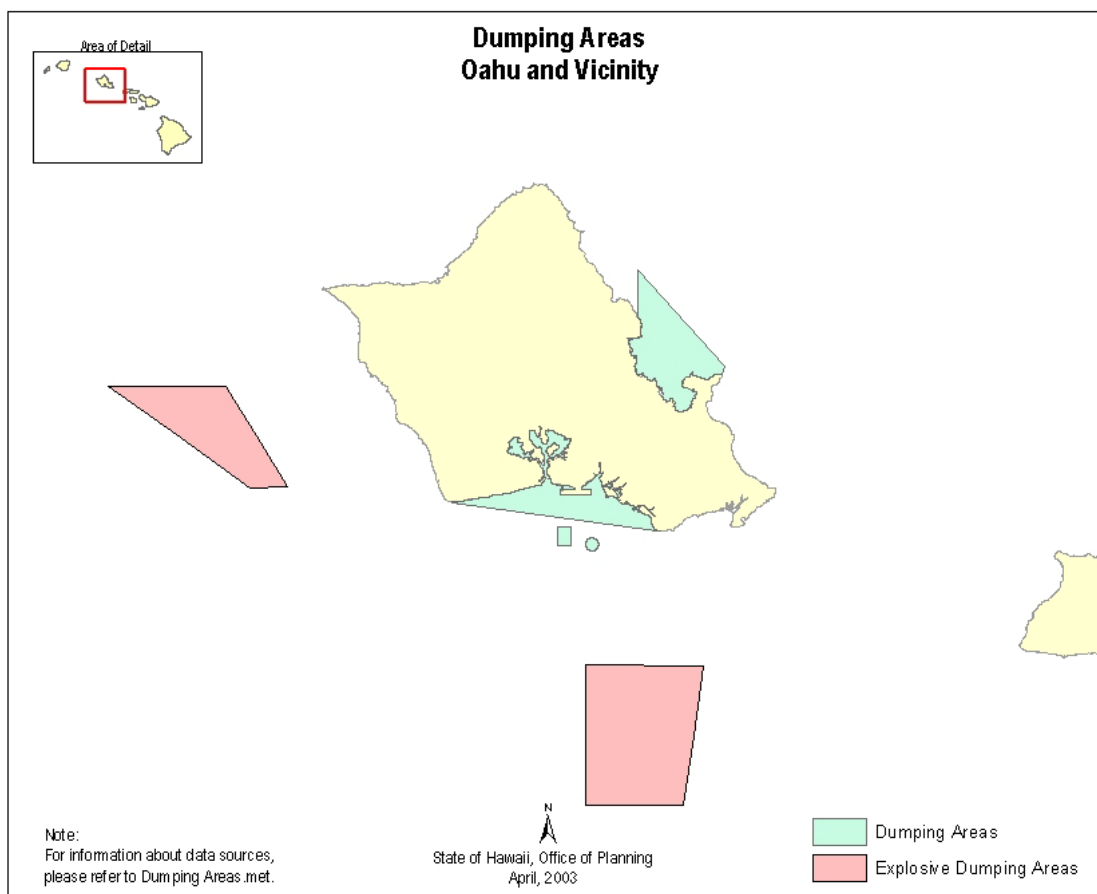 Dumping Areas
Oahu and Vicinity
Area of Detail
N
Note:
For information about data sources,
please refer to Dumping Areas.met.
State of Hawaii, Office of Planning
April, 2003
Dumping Areas
Explosive Dumping Areas